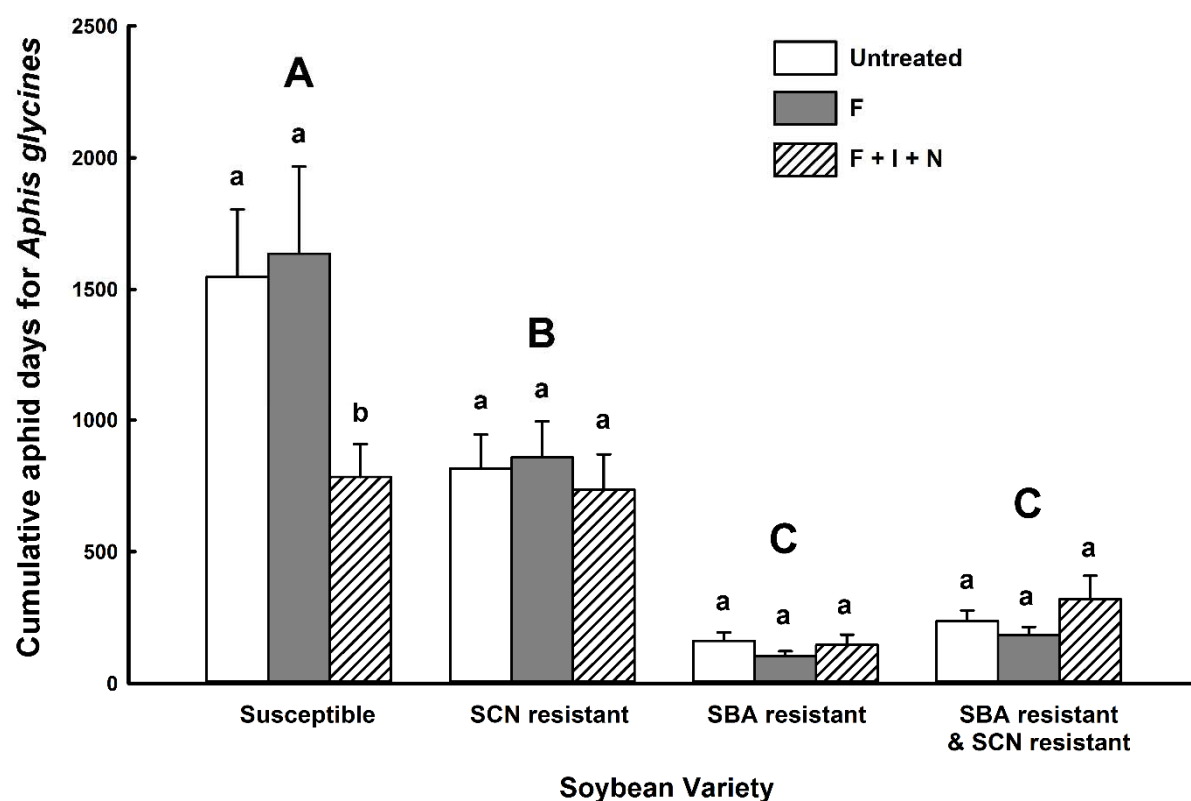 Cumulative aphid days for Aphis glycines
2500
2000
1500
1000
500
0
Untreated
F
F + I + N
A
a
a
b
B
a
a
a
C
a
a
a
C
a
a
a
Susceptible
SCN resistant
SBA resistant
SBA resistant
& SCN resistant
Soybean Variety